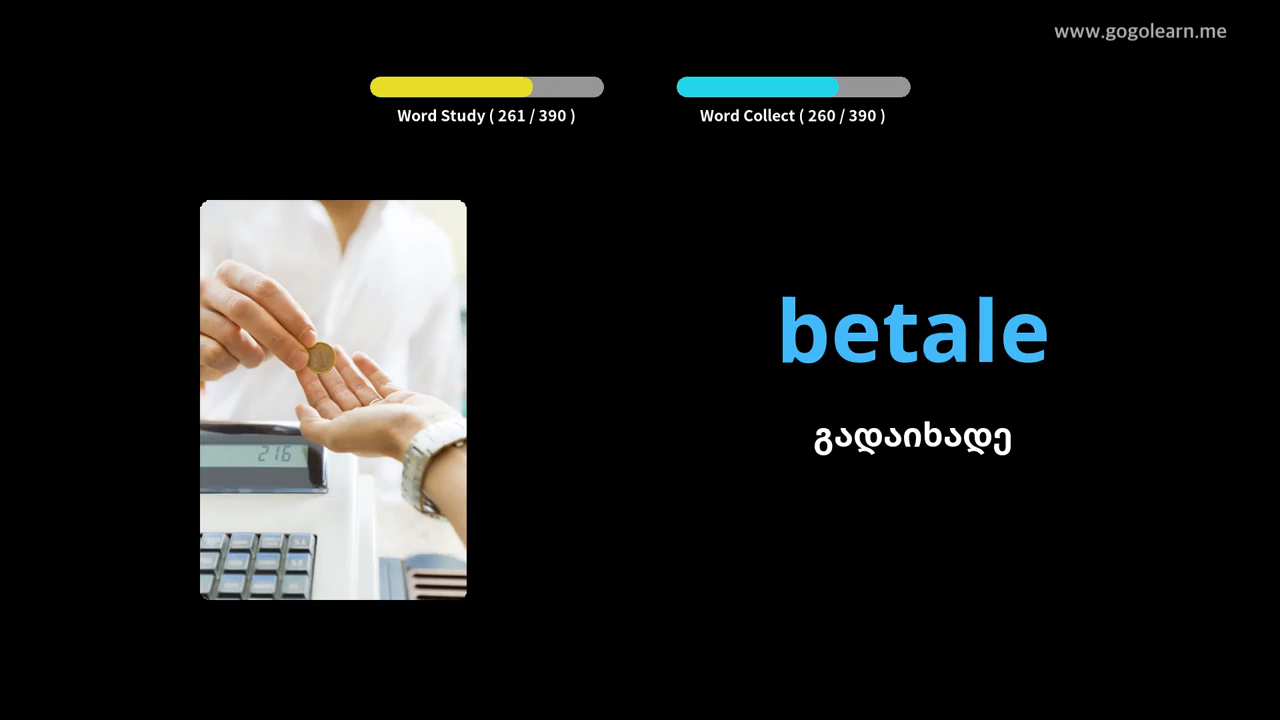 www.gogolearn.me
Word Study ( 261 / 390 )
Word Collect ( 260 / 390 )
betale
გადაიხადე
216